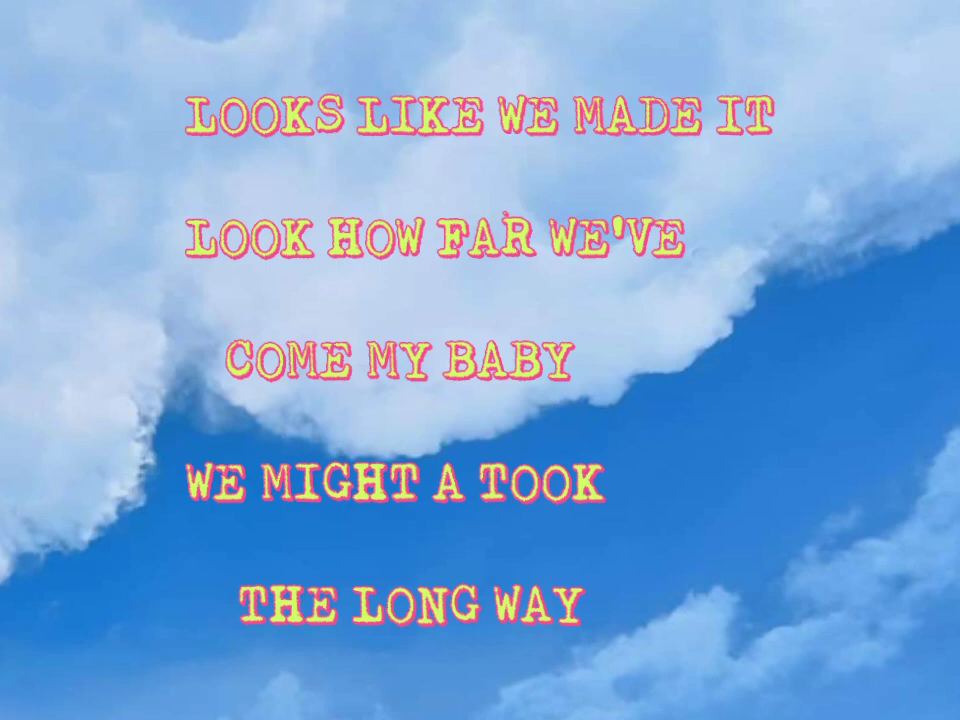 LOOKS LIKE WE MADE IT
LOOK HOW FAR WE'VE
COME MY BABY
WE MIGHT A TOOK
THE LONG WAY